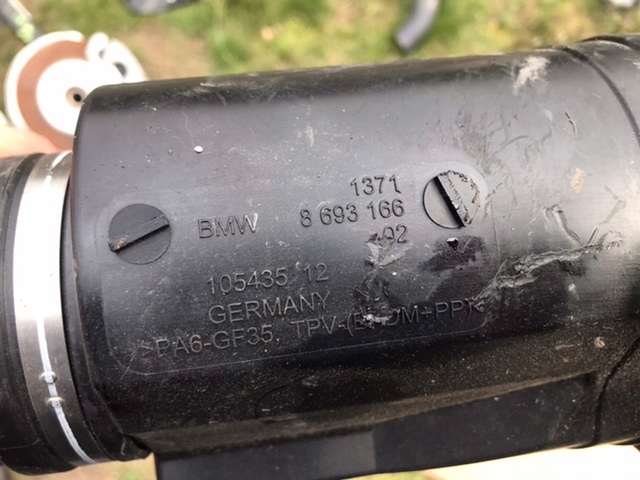 1371
BMW 8 693 166
02
105435 12
GERMANY
>PA6-GF35, TPV-(EPDM+PP)<